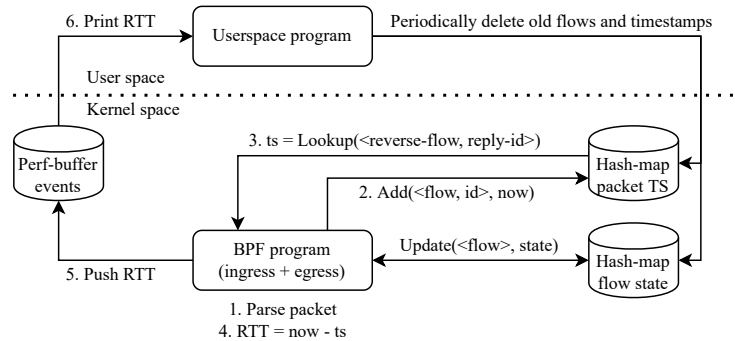 6. Print RTT
Userspace program
Periodically delete old flows and timestamps
User space
Kernel space
Perf-buffer
events
3. ts = Lookup(<reverse-flow, reply-id>)
Hash-map
packet TS
2. Add(<flow, id>, now)
BPF program
(ingress + egress)
Update(<flow>, state)
Hash-map
flow state
5. Push RTT
1. Parse packet
4. RTT = now - ts